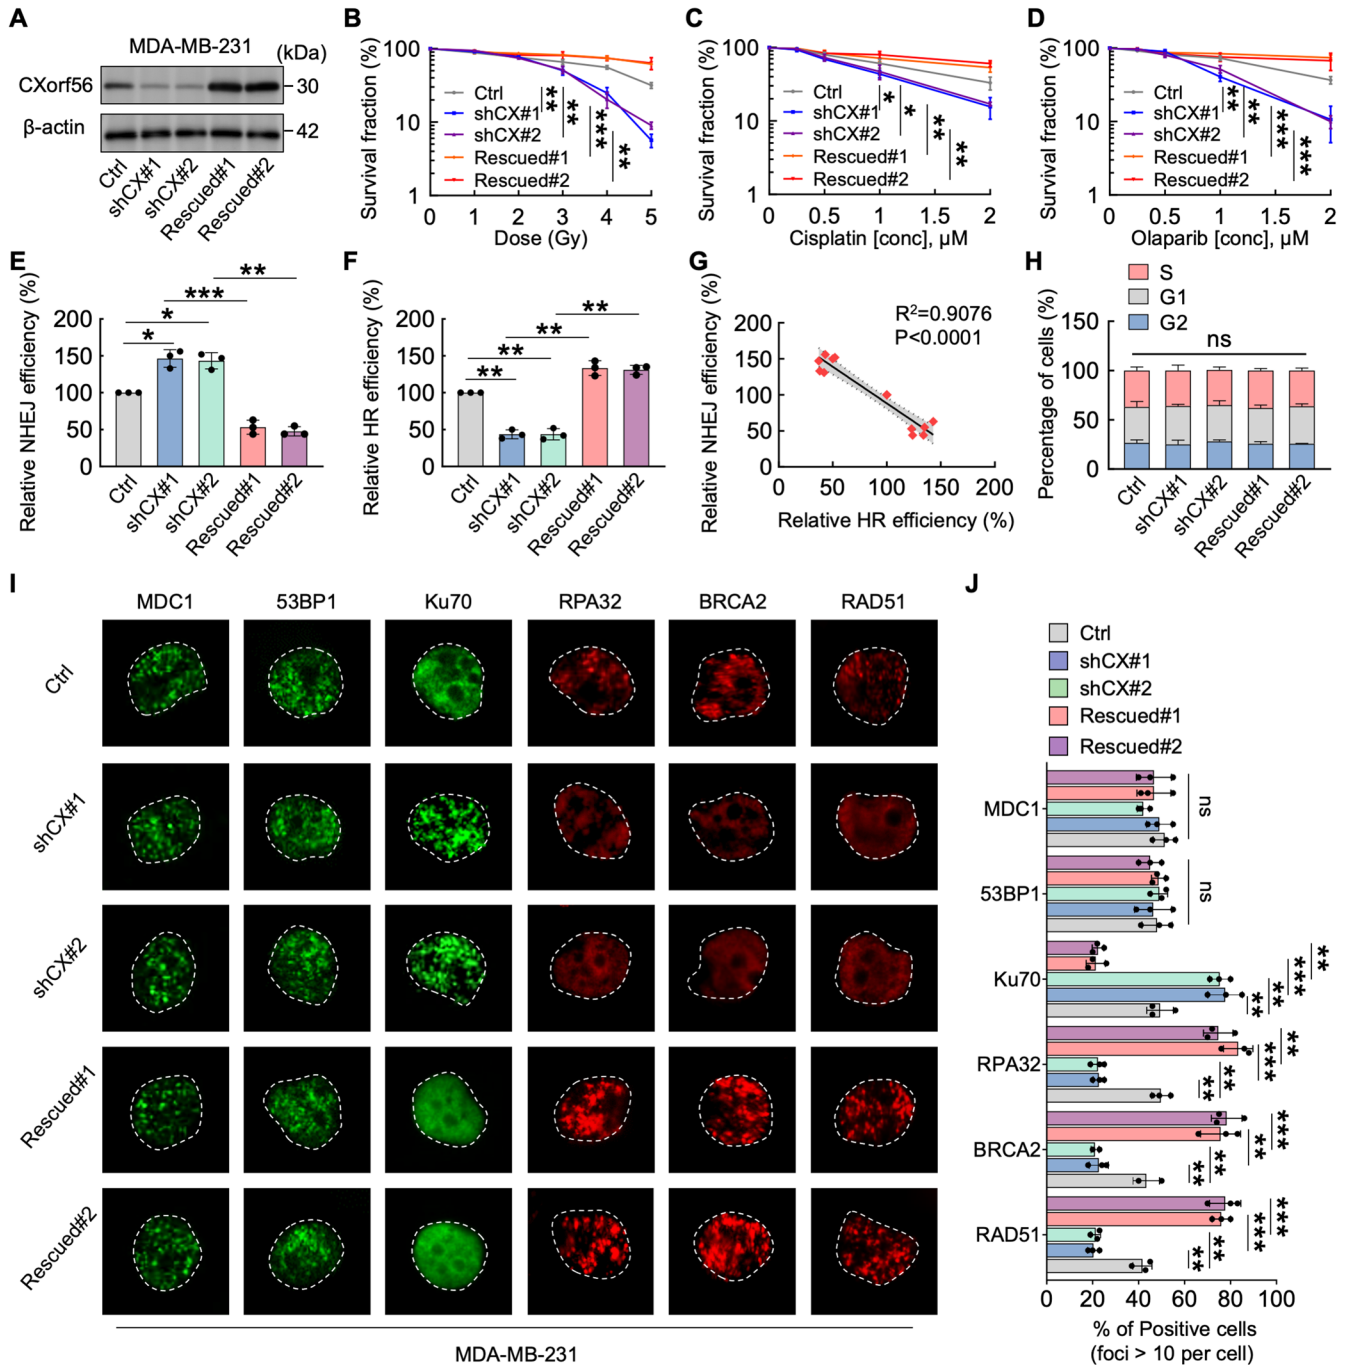 A
MDA-MB-231
(kDa)
CXorf56
30
β-actin
42
Ctrl
shCX#1
shCX#2
Rescued#1
Rescued#2
B
Survival fraction (%)
100
10
1
Ctrl
shCX#1
shCX#2
Rescued#1
Rescued#2
**
**
***
**
0 1 2 3 4 5
Dose (Gy)
C
Survival fraction (%)
100
10
1
Ctrl
shCX#1
shCX#2
Rescued#1
Rescued#2
*
*
**
**
0 0.5 1 1.5 2
Cisplatin [conc], μM
D
Survival fraction (%)
100
10
1
Ctrl
shCX#1
shCX#2
Rescued#1
Rescued#2
**
**
***
***
0 0.5 1 1.5 2
Olaparib [conc], μM
E
Relative NHEJ efficiency (%)
200
150
100
50
0
**
***
*
*
Ctrl
shCX#1
shCX#2
Rescued#1
Rescued#2
F
Relative HR efficiency (%)
200
150
100
50
0
**
**
**
**
Ctrl
shCX#1
shCX#2
Rescued#1
Rescued#2
G
Relative NHEJ efficiency (%)
R²=0.9076
P<0.0001
200
150
100
50
0
0 50 100 150 200
Relative HR efficiency (%)
H
S
G1
G2
Percentage of cells (%)
150
100
50
0
ns
Ctrl
shCX#1
shCX#2
Rescued#1
Rescued#2
I
MDC1 53BP1 Ku70 RPA32 BRCA2 RAD51
Ctrl
shCX#1
shCX#2
Rescued#1
Rescued#2
MDA-MB-231
J
Ctrl
shCX#1
shCX#2
Rescued#1
Rescued#2
MDC1
ns
53BP1
ns
Ku70
**
**
***
**
RPA32
**
**
***
**
BRCA2
**
**
**
***
RAD51
**
**
***
***
0 20 40 60 80 100
% of Positive cells
(foci > 10 per cell)